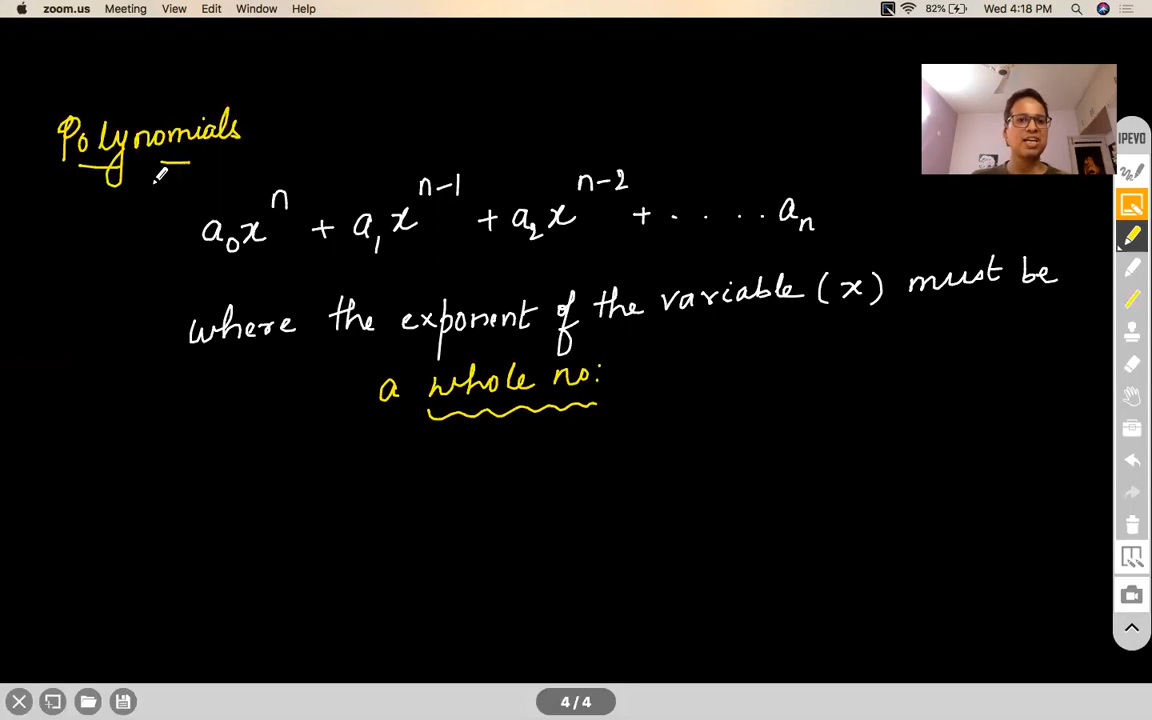 zoom.us Meeting View Edit Window Help 82% Wed 4:18 PM
Polynomials
IPEVO
a₀xⁿ + a₁xⁿ⁻¹ + a₂xⁿ⁻² + . . . . aₙ
where the exponent of the variable (x) must be
a whole no:
4/4